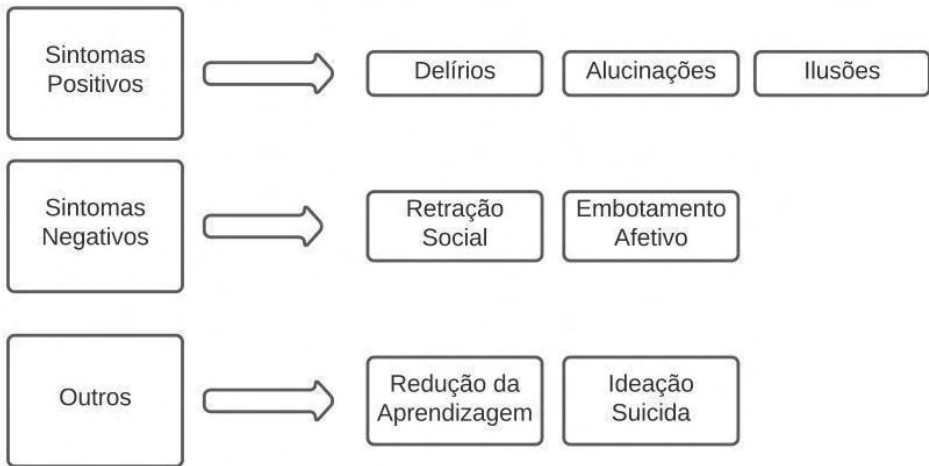 Sintomas
Positivos
Delírios
Alucinações
Ilusões
Sintomas
Negativos
Retração
Social
Embotamento
Afetivo
Outros
Redução da
Aprendizagem
Ideação
Suicida